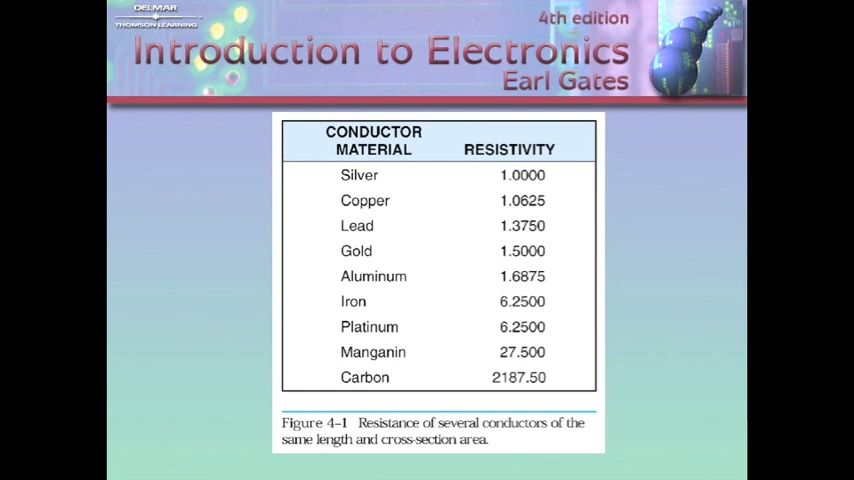 DELMAR
THOMSON LEARNING
4th edition
Introduction to Electronics
Earl Gates
CONDUCTOR
MATERIAL RESISTIVITY
Silver 1.0000
Copper 1.0625
Lead 1.3750
Gold 1.5000
Aluminum 1.6875
Iron 6.2500
Platinum 6.2500
Manganin 27.500
Carbon 2187.50
Figure 4–1 Resistance of several conductors of the
same length and cross-section area.